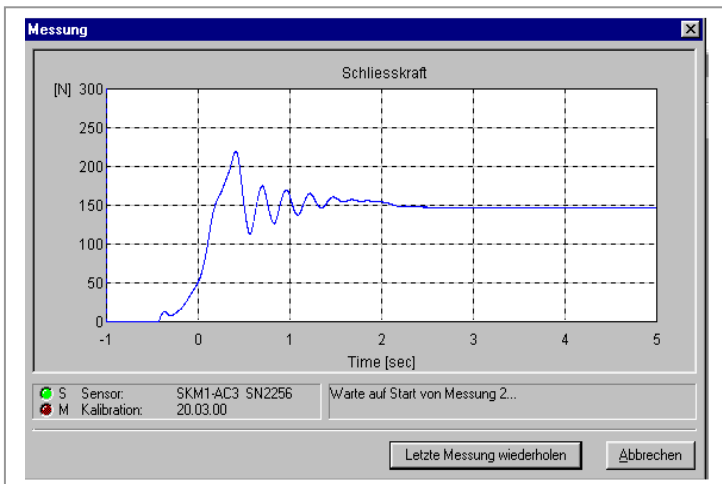 Messung
Schliesskraft
[N]
300
250
200
150
100
50
0
-1 0 1 2 3 4 5
Time [sec]
S Sensor: SKM1-AC3 SN2256
M Kalibration: 20.03.00
Warte auf Start von Messung 2...
Letzte Messung wiederholen
Abbrechen